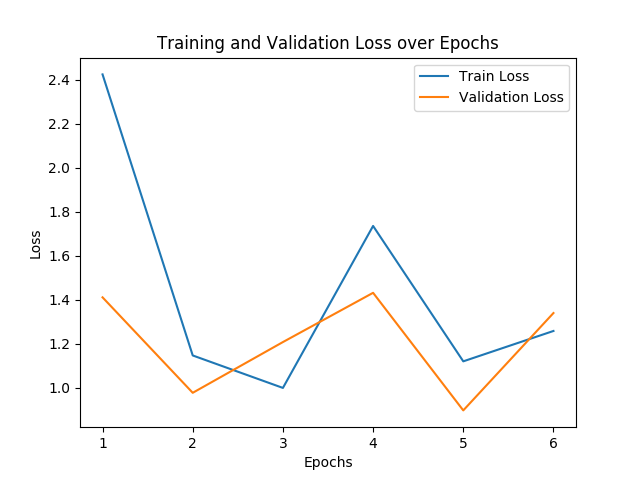 Training and Validation Loss over Epochs
Train Loss
Validation Loss
2.4
2.2
2.0
1.8
1.6
1.4
1.2
1.0
Loss
1 2 3 4 5 6
Epochs